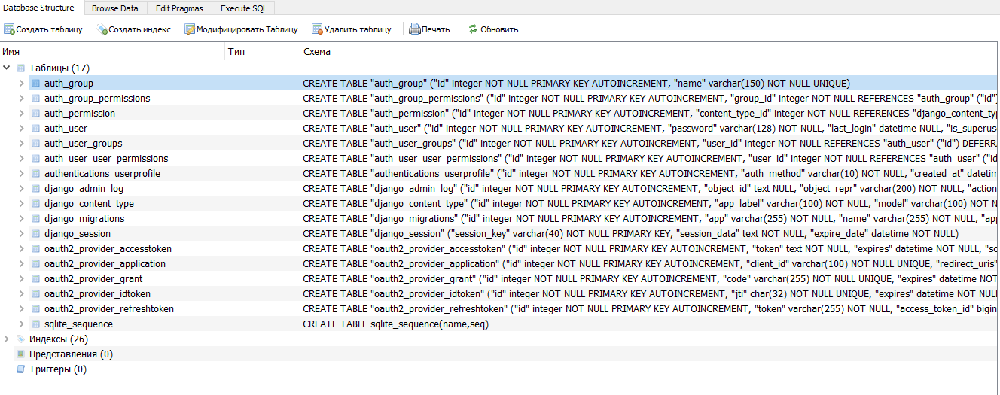 Database Structure Browse Data Edit Pragmas Execute SQL
Создать таблицу Создать индекс Модифицировать Таблицу Удалить таблицу Печать Обновить
Имя Тип Схема
Таблицы (17)
auth_group CREATE TABLE "auth_group" ("id" integer NOT NULL PRIMARY KEY AUTOINCREMENT, "name" varchar(150) NOT NULL UNIQUE)
auth_group_permissions CREATE TABLE "auth_group_permissions" ("id" integer NOT NULL PRIMARY KEY AUTOINCREMENT, "group_id" integer NOT NULL REFERENCES "auth_group" ("id")
auth_permission CREATE TABLE "auth_permission" ("id" integer NOT NULL PRIMARY KEY AUTOINCREMENT, "content_type_id" integer NOT NULL REFERENCES "django_content_typ
auth_user CREATE TABLE "auth_user" ("id" integer NOT NULL PRIMARY KEY AUTOINCREMENT, "password" varchar(128) NOT NULL, "last_login" datetime NULL, "is_superus
auth_user_groups CREATE TABLE "auth_user_groups" ("id" integer NOT NULL PRIMARY KEY AUTOINCREMENT, "user_id" integer NOT NULL REFERENCES "auth_user" ("id") DEFERR
auth_user_user_permissions CREATE TABLE "auth_user_user_permissions" ("id" integer NOT NULL PRIMARY KEY AUTOINCREMENT, "user_id" integer NOT NULL REFERENCES "auth_user" ("id
authentications_userprofile CREATE TABLE "authentications_userprofile" ("id" integer NOT NULL PRIMARY KEY AUTOINCREMENT, "auth_method" varchar(10) NOT NULL, "created_at" datetim
django_admin_log CREATE TABLE "django_admin_log" ("id" integer NOT NULL PRIMARY KEY AUTOINCREMENT, "object_id" text NULL, "object_repr" varchar(200) NOT NULL, "action
django_content_type CREATE TABLE "django_content_type" ("id" integer NOT NULL PRIMARY KEY AUTOINCREMENT, "app_label" varchar(100) NOT NULL, "model" varchar(100) NOT N
django_migrations CREATE TABLE "django_migrations" ("id" integer NOT NULL PRIMARY KEY AUTOINCREMENT, "app" varchar(255) NOT NULL, "name" varchar(255) NOT NULL, "app
django_session CREATE TABLE "django_session" ("session_key" varchar(40) NOT NULL PRIMARY KEY, "session_data" text NOT NULL, "expire_date" datetime NOT NULL)
oauth2_provider_accesstoken CREATE TABLE "oauth2_provider_accesstoken" ("id" integer NOT NULL PRIMARY KEY AUTOINCREMENT, "token" text NOT NULL, "expires" datetime NOT NULL, "sc
oauth2_provider_application CREATE TABLE "oauth2_provider_application" ("id" integer NOT NULL PRIMARY KEY AUTOINCREMENT, "client_id" varchar(100) NOT NULL UNIQUE, "redirect_uris"
oauth2_provider_grant CREATE TABLE "oauth2_provider_grant" ("id" integer NOT NULL PRIMARY KEY AUTOINCREMENT, "code" varchar(255) NOT NULL UNIQUE, "expires" datetime NOT
oauth2_provider_idtoken CREATE TABLE "oauth2_provider_idtoken" ("id" integer NOT NULL PRIMARY KEY AUTOINCREMENT, "jti" char(32) NOT NULL UNIQUE, "expires" datetime NOT NULL
oauth2_provider_refreshtoken CREATE TABLE "oauth2_provider_refreshtoken" ("id" integer NOT NULL PRIMARY KEY AUTOINCREMENT, "token" varchar(255) NOT NULL, "access_token_id" bigin
sqlite_sequence CREATE TABLE sqlite_sequence(name,seq)
Индексы (26)
Представления (0)
Триггеры (0)